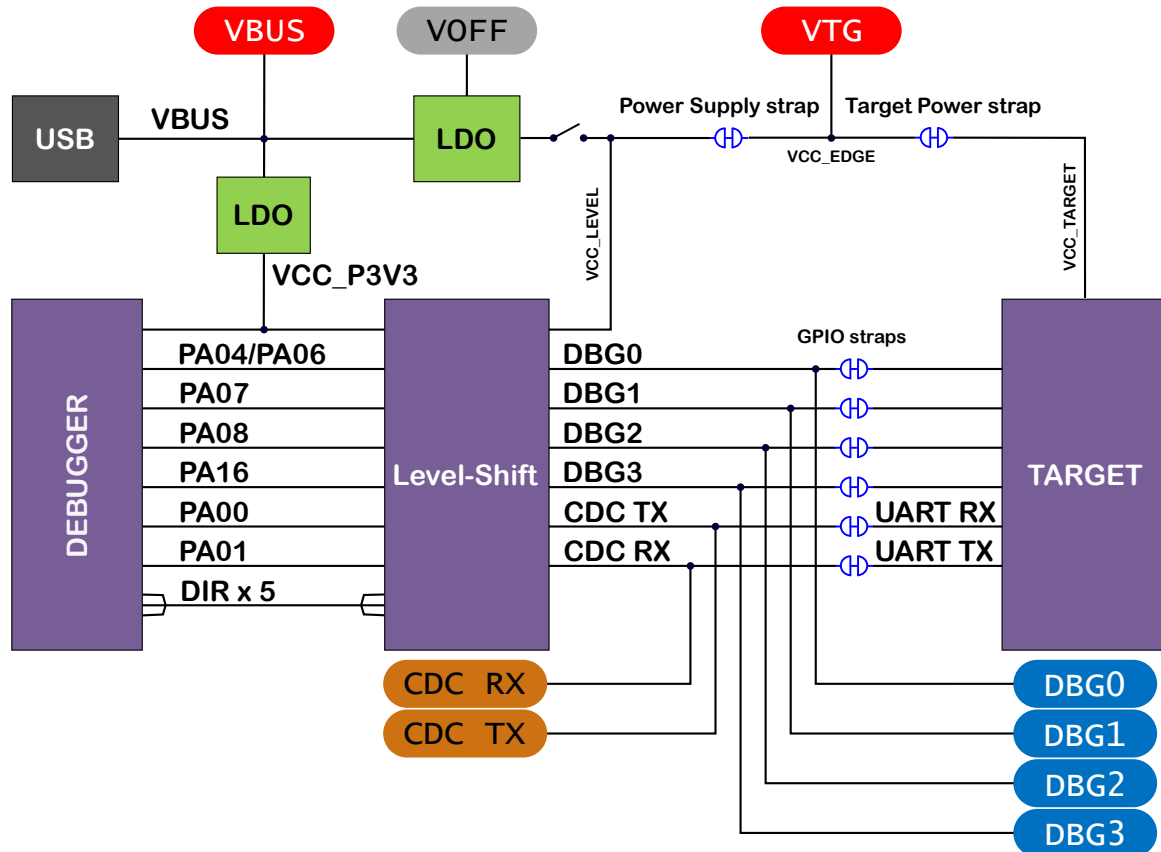 VBUS
VOFF
VTG
Power Supply strap
Target Power strap
USB
VBUS
LDO
VCC_EDGE
LDO
VCC_LEVEL
VCC_TARGET
VCC_P3V3
GPIO straps
DEBUGGER
PA04/PA06
PA07
PA08
PA16
PA00
PA01
DIR x 5
Level-Shift
DBG0
DBG1
DBG2
DBG3
CDC TX
CDC RX
UART RX
UART TX
TARGET
CDC RX
CDC TX
DBG0
DBG1
DBG2
DBG3